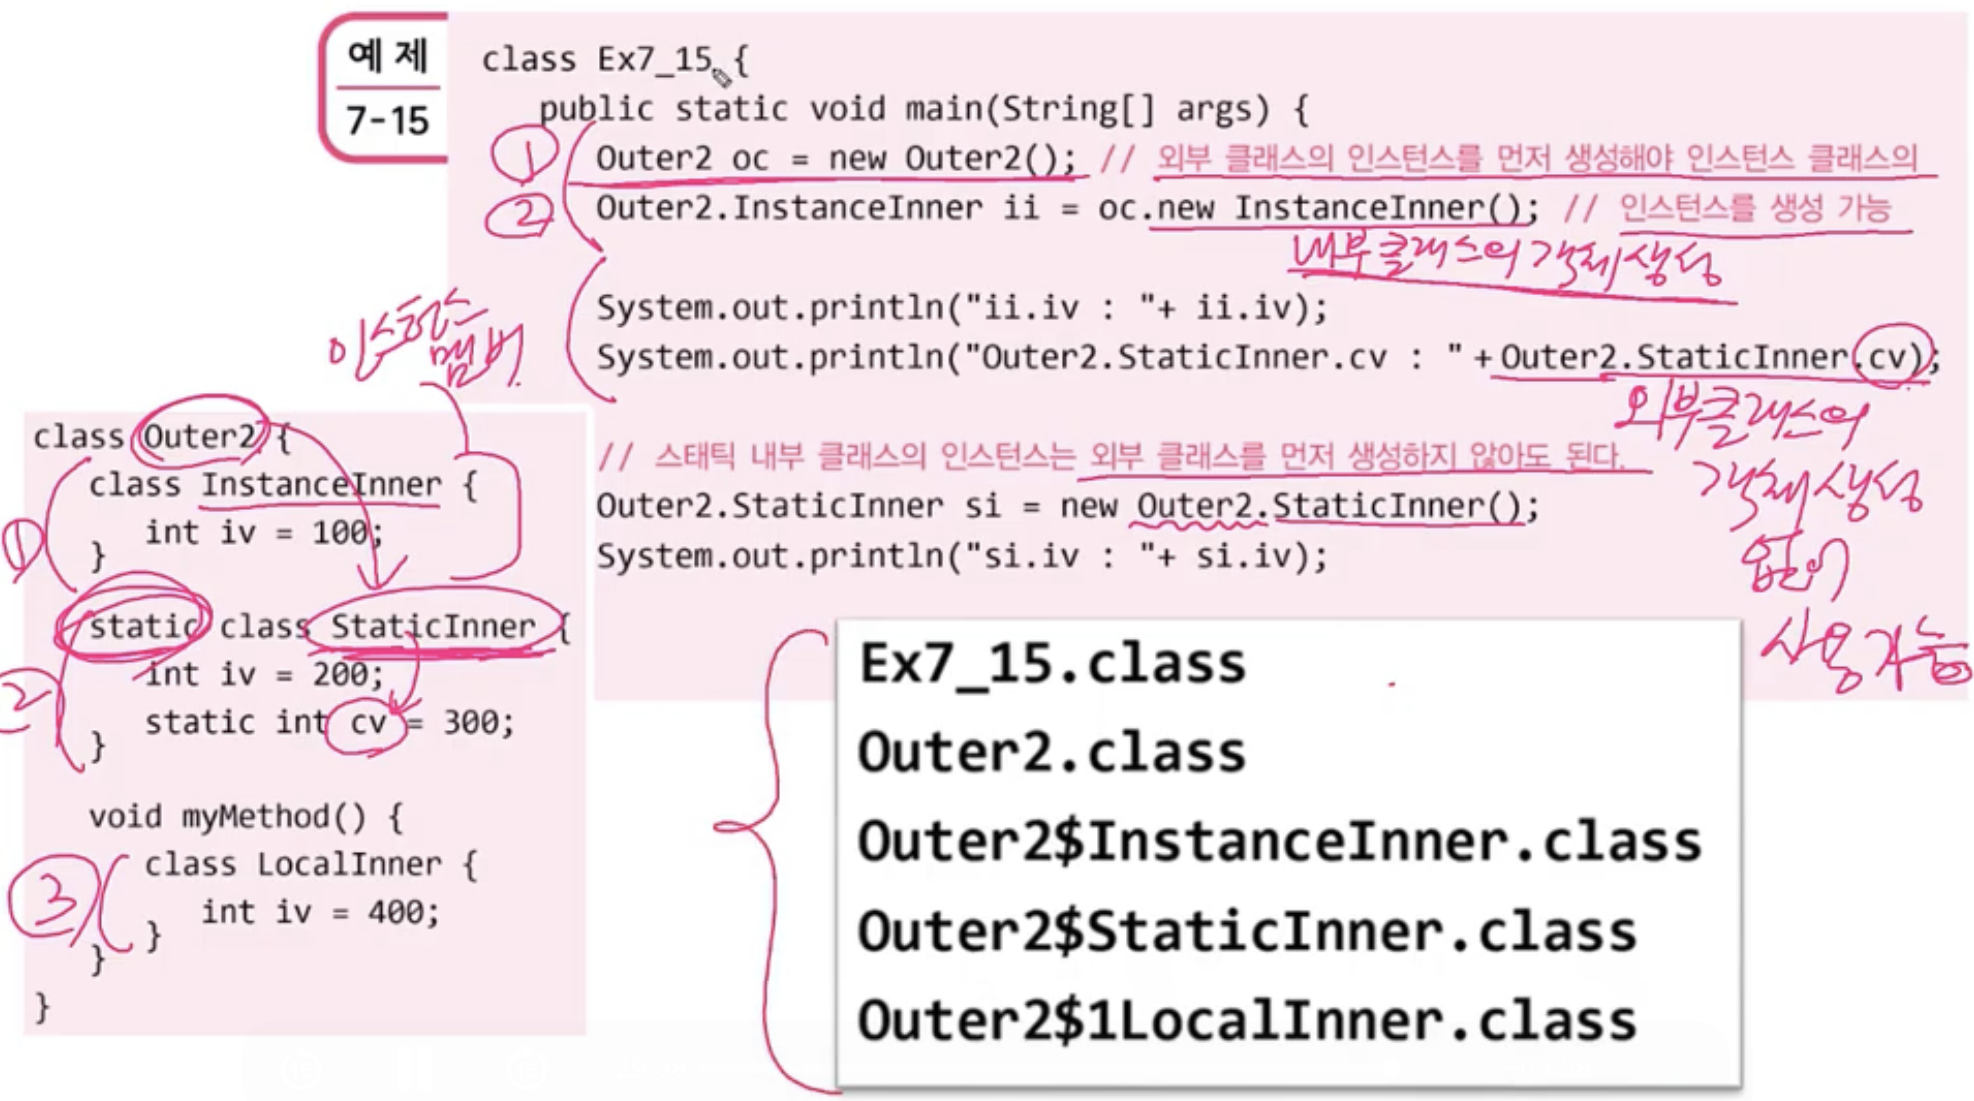 예제
7-15
class Ex7_15 {
public static void main(String[] args) {
① Outer2 oc = new Outer2(); // 외부 클래스의 인스턴스를 먼저 생성해야 인스턴스 클래스의
② Outer2.InstanceInner ii = oc.new InstanceInner(); // 인스턴스를 생성 가능
내부클래스의 객체생성
System.out.println("ii.iv : "+ ii.iv);
System.out.println("Outer2.StaticInner.cv : "+Outer2.StaticInner.cv);
외부클래스의
객체생성
없이
사용가능
// 스태틱 내부 클래스의 인스턴스는 외부 클래스를 먼저 생성하지 않아도 된다.
Outer2.StaticInner si = new Outer2.StaticInner();
System.out.println("si.iv : "+ si.iv);
인스턴스
멤버
class Outer2 {
① class InstanceInner {
int iv = 100;
}
② static class StaticInner {
int iv = 200;
static int cv = 300;
}
void myMethod() {
③ class LocalInner {
int iv = 400;
}
}
}
Ex7_15.class
Outer2.class
Outer2$InstanceInner.class
Outer2$StaticInner.class
Outer2$1LocalInner.class